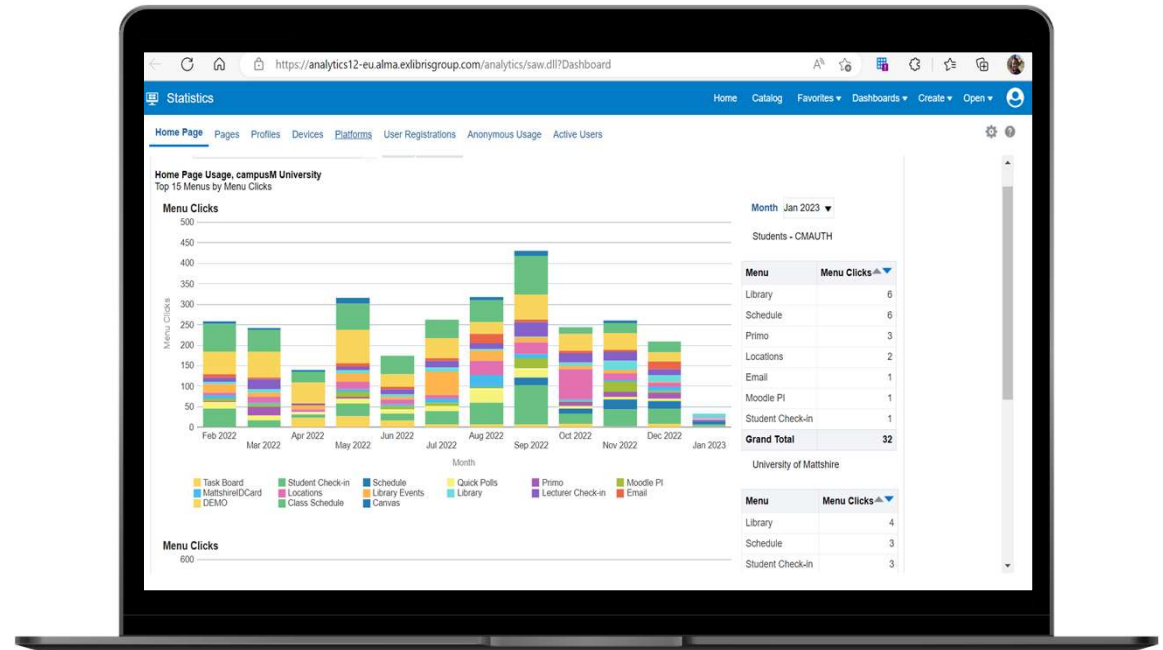 https://analytics12-eu.alma.exlibrisgroup.com/analytics/saw.dll?Dashboard
Statistics
Home Catalog Favorites Dashboards Create Open
Home Page Pages Profiles Devices Platforms User Registrations Anonymous Usage Active Users
Home Page Usage, campusM University
Top 15 Menus by Menu Clicks
Menu Clicks
500
450
400
350
300
250
200
150
100
50
0
Menu Clicks
Feb 2022 Mar 2022 Apr 2022 May 2022 Jun 2022 Jul 2022 Aug 2022 Sep 2022 Oct 2022 Nov 2022 Dec 2022 Jan 2023
Month
Task Board Student Check-in Schedule Quick Polls Primo Moodle PI
MattshireIDCard Locations Library Events Library Lecturer Check-in Email
DEMO Class Schedule Canvas
Menu Clicks
600
Month Jan 2023
Students - CMAUTH
Menu Menu Clicks
Library 6
Schedule 6
Primo 3
Locations 2
Email 1
Moodle PI 1
Student Check-in 1
Grand Total 32
University of Mattshire
Menu Menu Clicks
Library 4
Schedule 3
Student Check-in 3